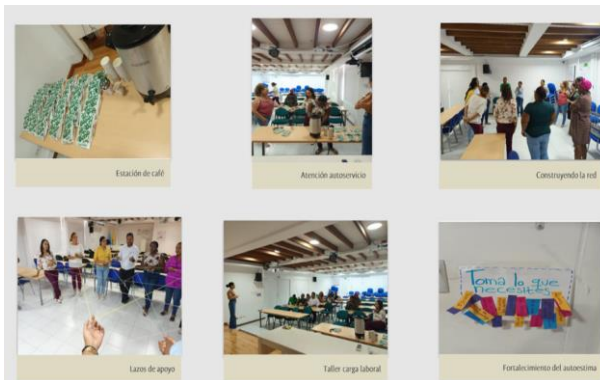 Estación de café
Atención autoservicio
Construyendo la red
Lazos de apoyo
Taller carga laboral
Toma lo que
necesites
Fortalecimiento del autoestima